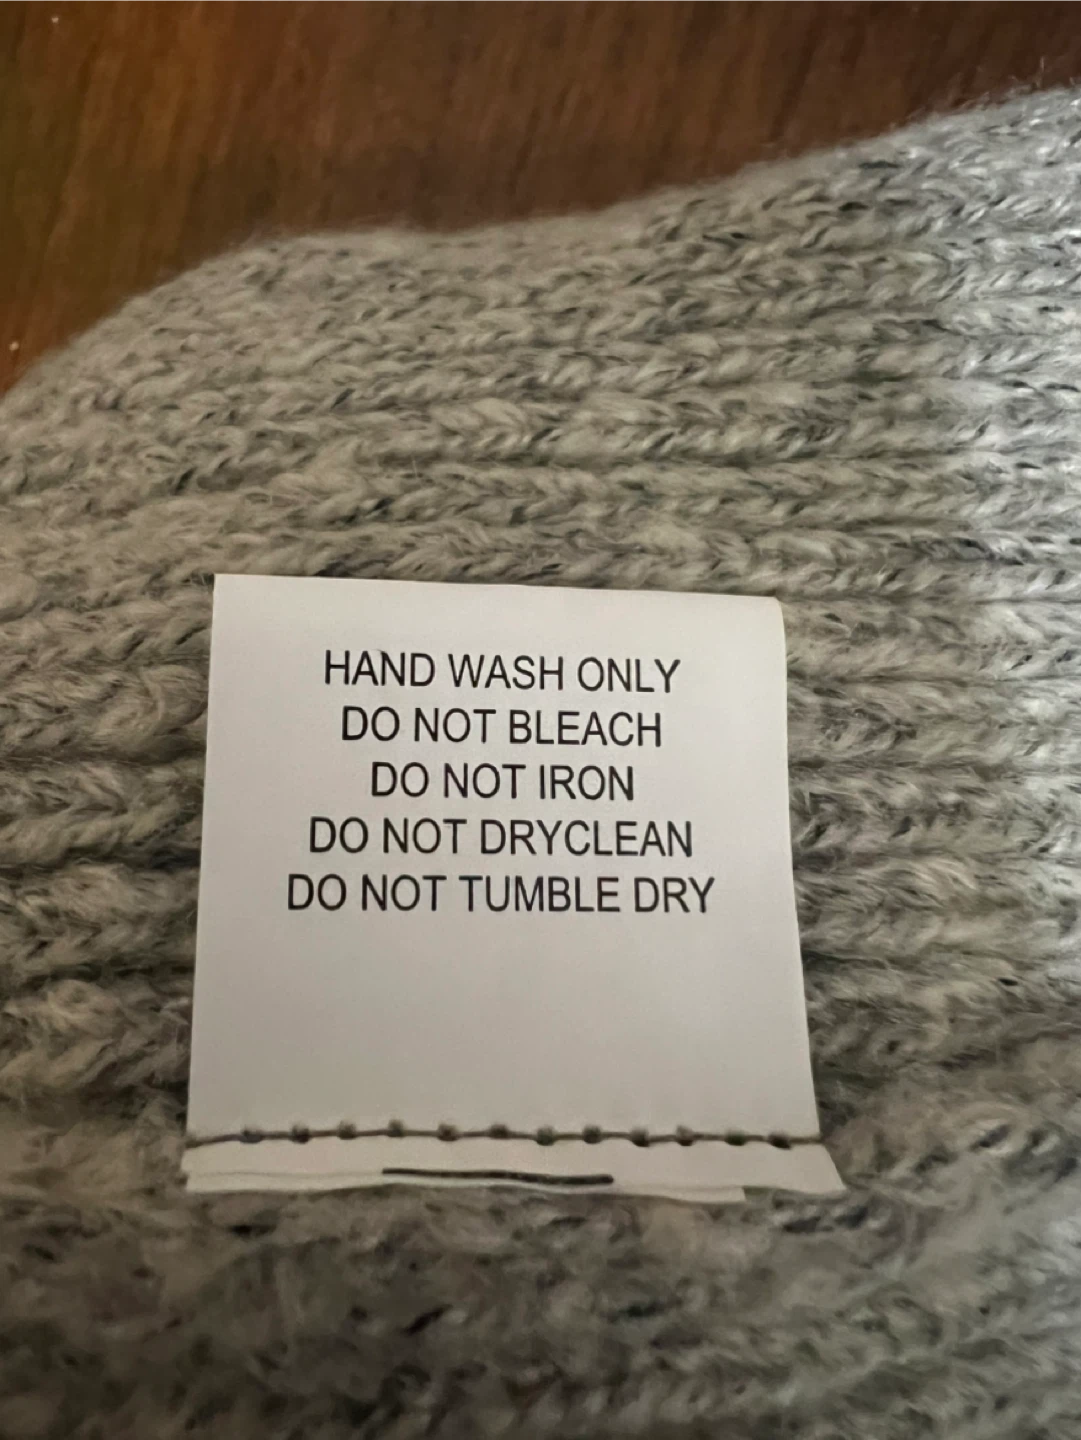 HAND WASH ONLY
DO NOT BLEACH
DO NOT IRON
DO NOT DRYCLEAN
DO NOT TUMBLE DRY